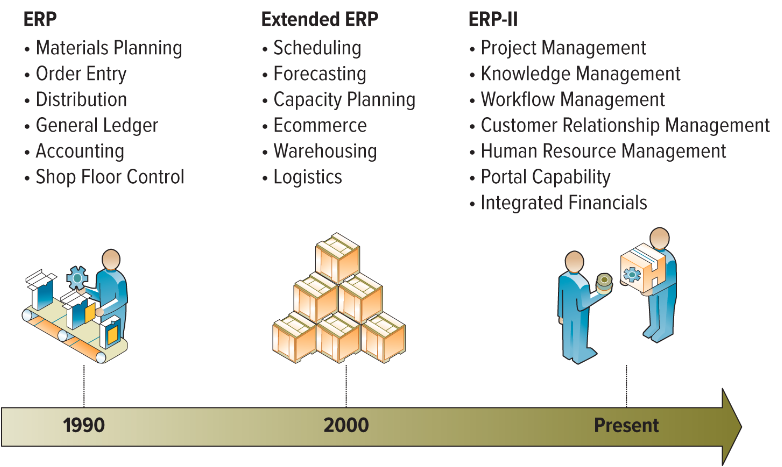 ERP
• Materials Planning
• Order Entry
• Distribution
• General Ledger
• Accounting
• Shop Floor Control
Extended ERP
• Scheduling
• Forecasting
• Capacity Planning
• Ecommerce
• Warehousing
• Logistics
ERP-II
• Project Management
• Knowledge Management
• Workflow Management
• Customer Relationship Management
• Human Resource Management
• Portal Capability
• Integrated Financials
1990
2000
Present